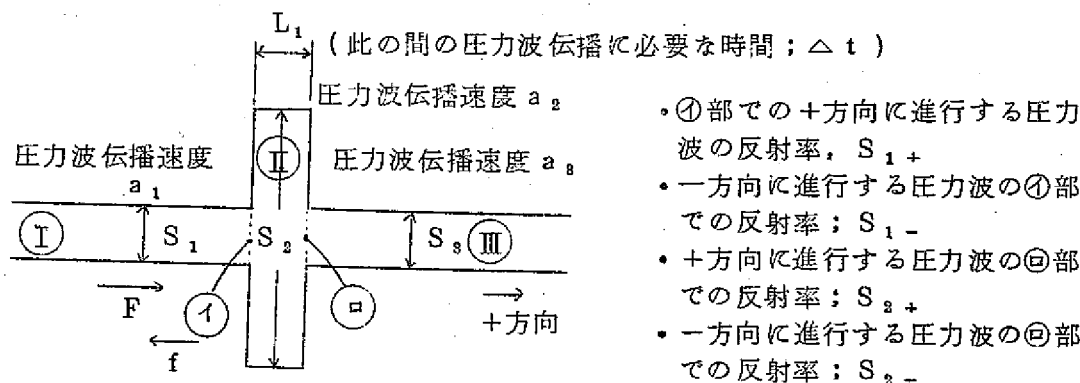 L₁
(此の間の圧力波伝播に必要な時間；△t)
圧力波伝播速度 a₂
圧力波伝播速度
a₁
Ⅱ
圧力波伝播速度 a₃
Ⅰ
S₁
S₂
S₃
Ⅲ
F
イ
ロ
+方向
f
・㋑部での+方向に進行する圧力
波の反射率，S₁₊
・一方向に進行する圧力波の㋑部
での反射率；S₁₋
・+方向に進行する圧力波の㋺部
での反射率；S₂₊
・一方向に進行する圧力波の㋺部
での反射率；S₂₋